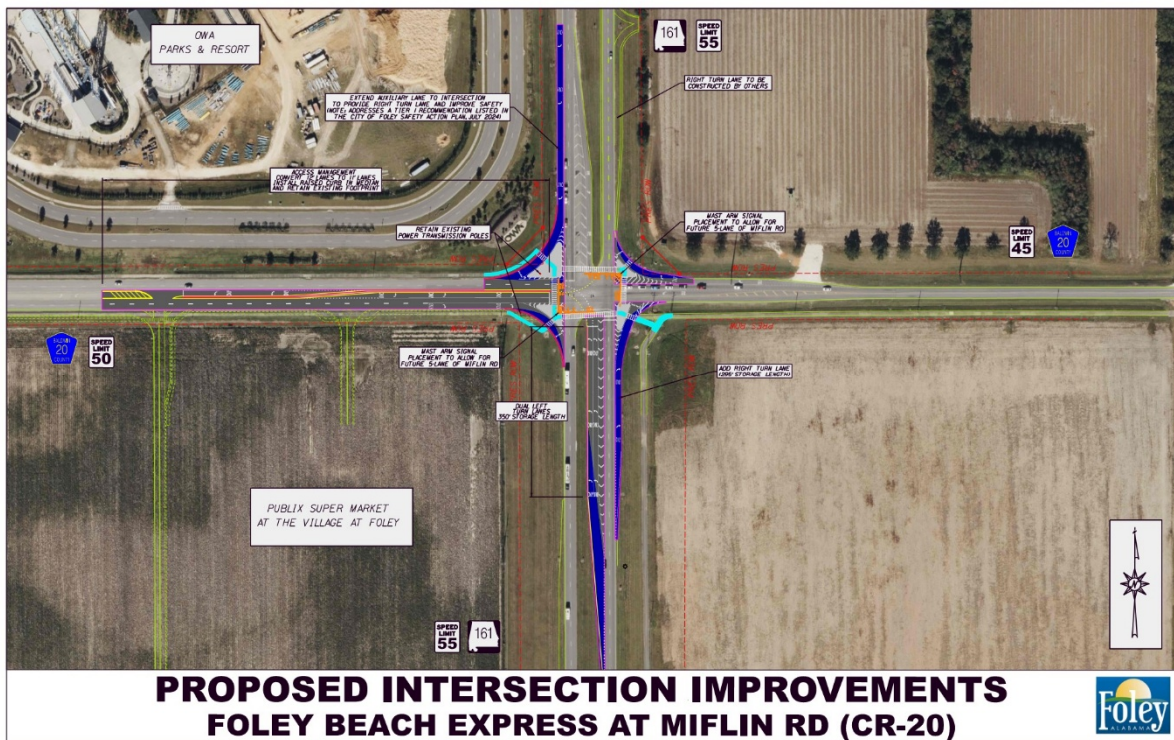 OWA
PARKS & RESORT
161
SPEED
LIMIT
55
EXTEND AUXILIARY LANE TO INTERSECTION
TO PROVIDE RIGHT TURN LANE AND IMPROVE SAFETY
(NOTE: ADDRESSES A TIER 1 RECOMMENDATION LISTED IN
THE CITY OF FOLEY SAFETY ACTION PLAN, JULY 2024)
RIGHT TURN LANE TO BE
CONSTRUCTED BY OTHERS
ACCESS MANAGEMENT
CONVERT 12' LANES TO 11' LANES
INSTALL RAISED CURB IN MEDIAN
AND RETAIN EXISTING FOOTPRINT
RETAIN EXISTING
POWER TRANSMISSION POLES
OWA
MAST ARM SIGNAL
PLACEMENT TO ALLOW FOR
FUTURE 5-LANE OF MIFLIN RD
SPEED
LIMIT
45
BALDWIN
20
COUNTY
BALDWIN
20
COUNTY
SPEED
LIMIT
50
MAST ARM SIGNAL
PLACEMENT TO ALLOW FOR
FUTURE 5-LANE OF MIFLIN RD
ADD RIGHT TURN LANE
DUAL LEFT
TURN LANES
350' STORAGE LENGTH
PUBLIX SUPER MARKET
AT THE VILLAGE AT FOLEY
SPEED
LIMIT
55
161
N
PROPOSED INTERSECTION IMPROVEMENTS
FOLEY BEACH EXPRESS AT MIFLIN RD (CR-20)
Foley
ALABAMA